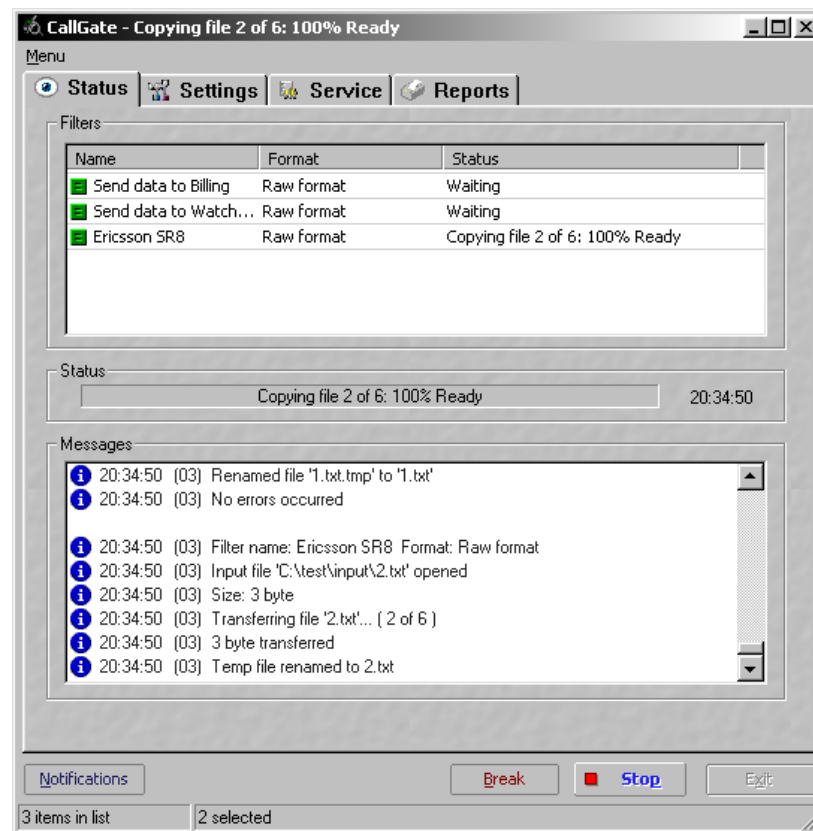 CallGate - Copying file 2 of 6: 100% Ready
Menu
Status Settings Service Reports
Filters
Name Format Status
Send data to Billing Raw format Waiting
Send data to Watch... Raw format Waiting
Ericsson SR8 Raw format Copying file 2 of 6: 100% Ready
Status
Copying file 2 of 6: 100% Ready 20:34:50
Messages
20:34:50 (03) Renamed file '1.txt.tmp' to '1.txt'
20:34:50 (03) No errors occurred
20:34:50 (03) Filter name: Ericsson SR8 Format: Raw format
20:34:50 (03) Input file 'C:\test\input\2.txt' opened
20:34:50 (03) Size: 3 byte
20:34:50 (03) Transferring file '2.txt'... ( 2 of 6 )
20:34:50 (03) 3 byte transferred
20:34:50 (03) Temp file renamed to 2.txt
Notifications Break Stop Exit
3 items in list 2 selected